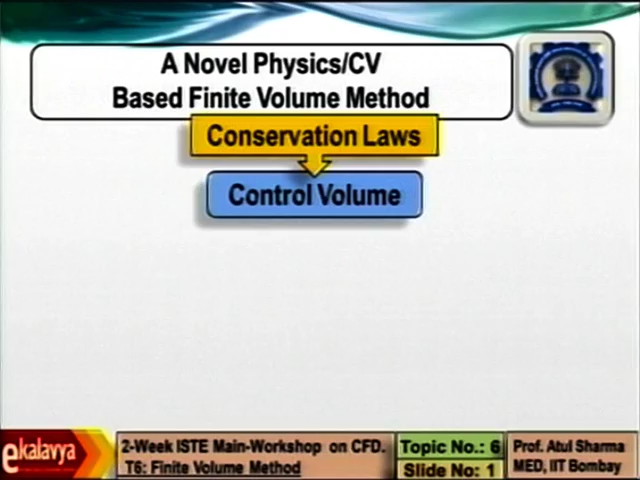 A Novel Physics/CV
Based Finite Volume Method
Conservation Laws
Control Volume
ekalavya
2-Week ISTE Main-Workshop on CFD.
T6: Finite Volume Method
Topic No.: 6
Slide No: 1
Prof. Atul Sharma
MED, IIT Bombay